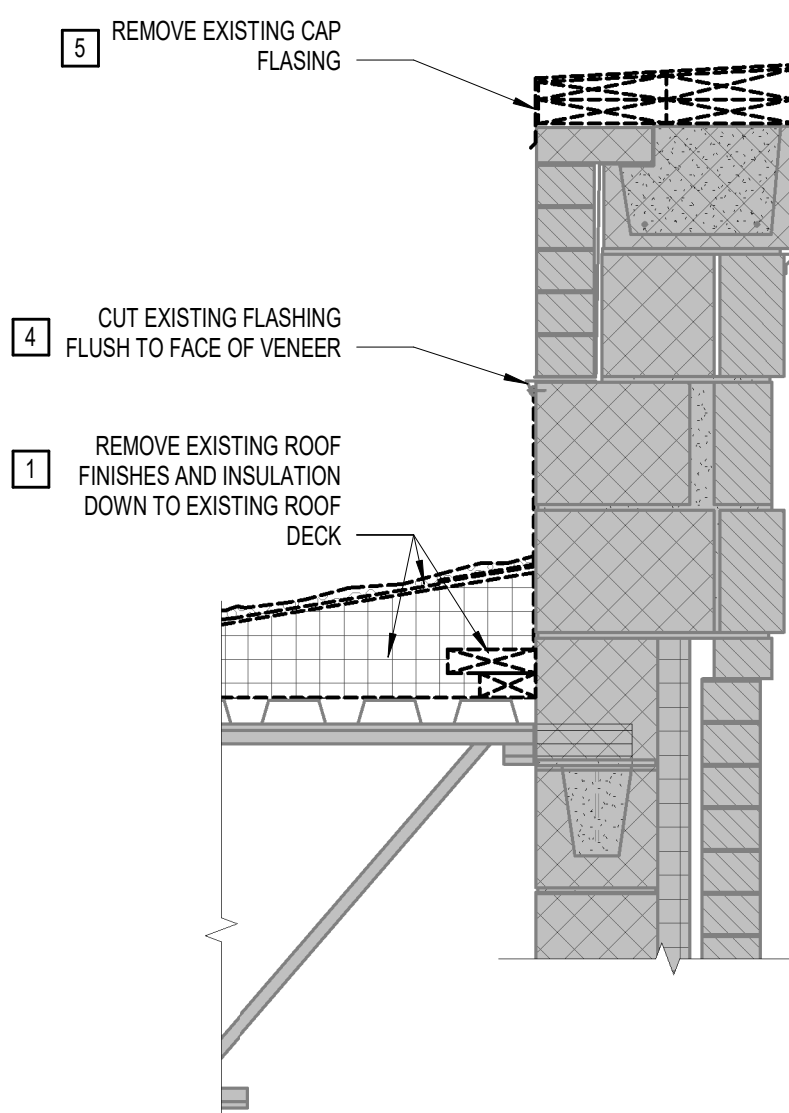 5
REMOVE EXISTING CAP
FLASING
4
CUT EXISTING FLASHING
FLUSH TO FACE OF VENEER
1
REMOVE EXISTING ROOF
FINISHES AND INSULATION
DOWN TO EXISTING ROOF
DECK